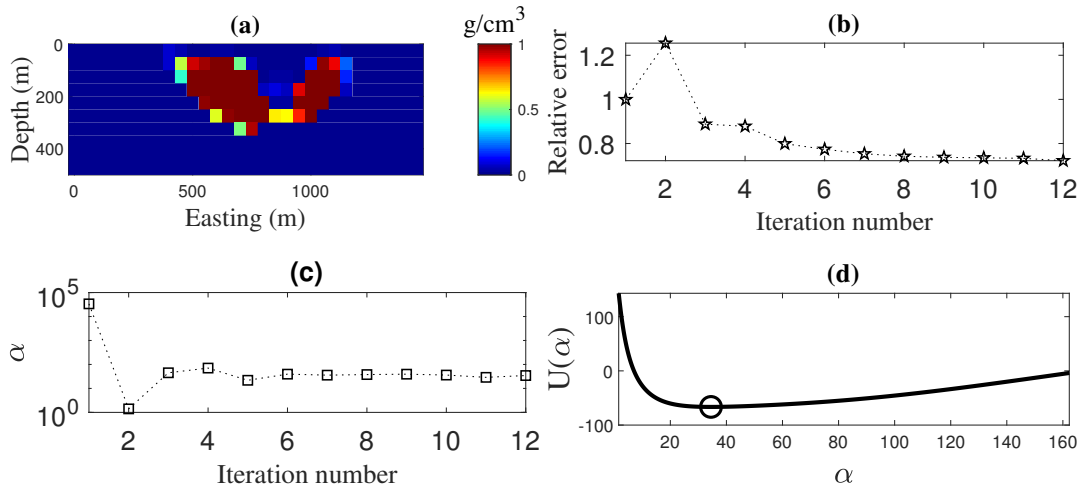 (a)
g/cm³
Depth (m)
0
200
400
0
500
1000
Easting (m)
1
0.5
0
(b)
Relative error
1.2
1
0.8
2
4
6
8
10
12
Iteration number
(c)
α
10⁵
10⁰
2
4
6
8
10
12
Iteration number
(d)
U(α)
100
0
-100
20
40
60
80
100
120
140
160
α